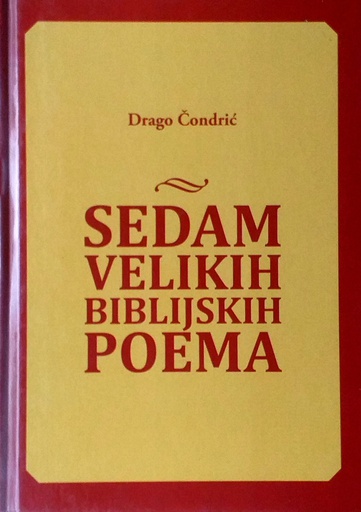 Drago Čondrić
SEDAM
VELIKIH
BIBLIJSKIH
POEMA